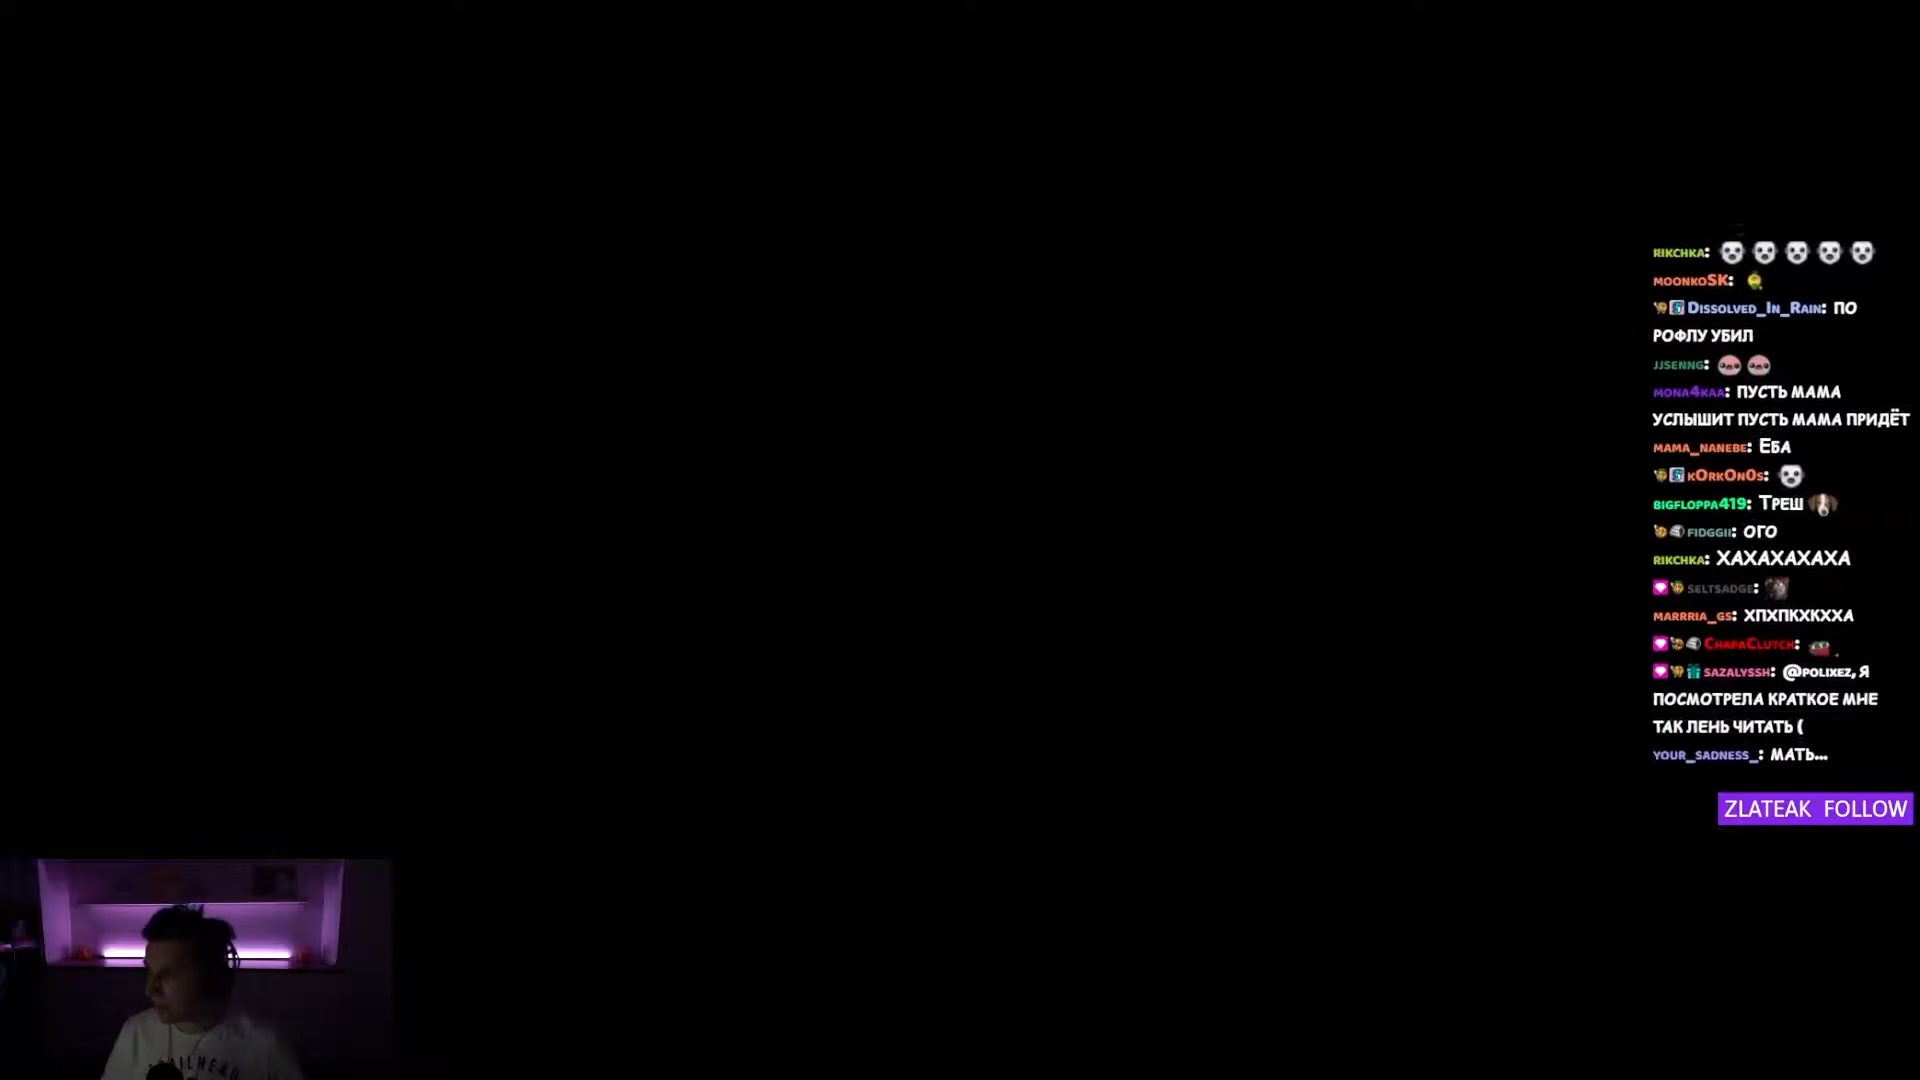 RIKCHKA:
MOONKOSK:
DISSOLVED_IN_RAIN: ПО
РОФЛУ УБИЛ
JJSENNG:
MONA4KAA: ПУСТЬ МАМА
УСЛЫШИТ ПУСТЬ МАМА ПРИДЁТ
MAMA_NANEBE: ЕБА
KORKONOS:
BIGFLOPPA419: ТРЕШ
FIDGGII: ОГО
RIKCHKA: ХАХАХАХАХА
SELTSADGE:
MARRRIA_GS: ХПХПКХКХХА
CHAPACLUTCH:
SAZALYSSH: @POLIXEZ, Я
ПОСМОТРЕЛА КРАТКОЕ МНЕ
ТАК ЛЕНЬ ЧИТАТЬ (
YOUR_SADNESS_: МАТЬ...
ZLATEAK FOLLOW